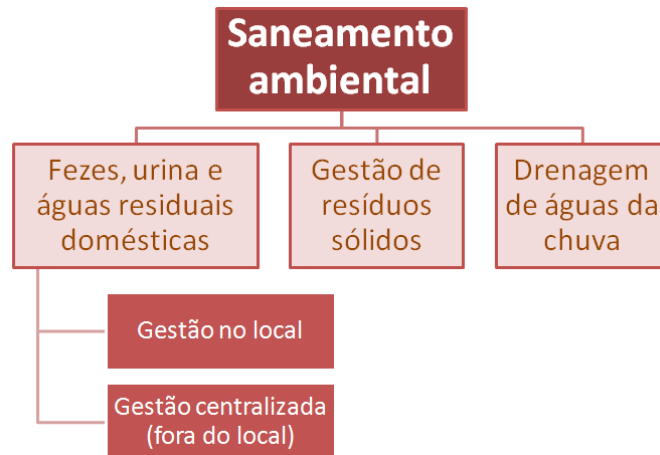 Saneamento
ambiental
Fezes, urina e
águas residuais
domésticas
Gestão de
resíduos
sólidos
Drenagem
de águas da
chuva
Gestão no local
Gestão centralizada
(fora do local)